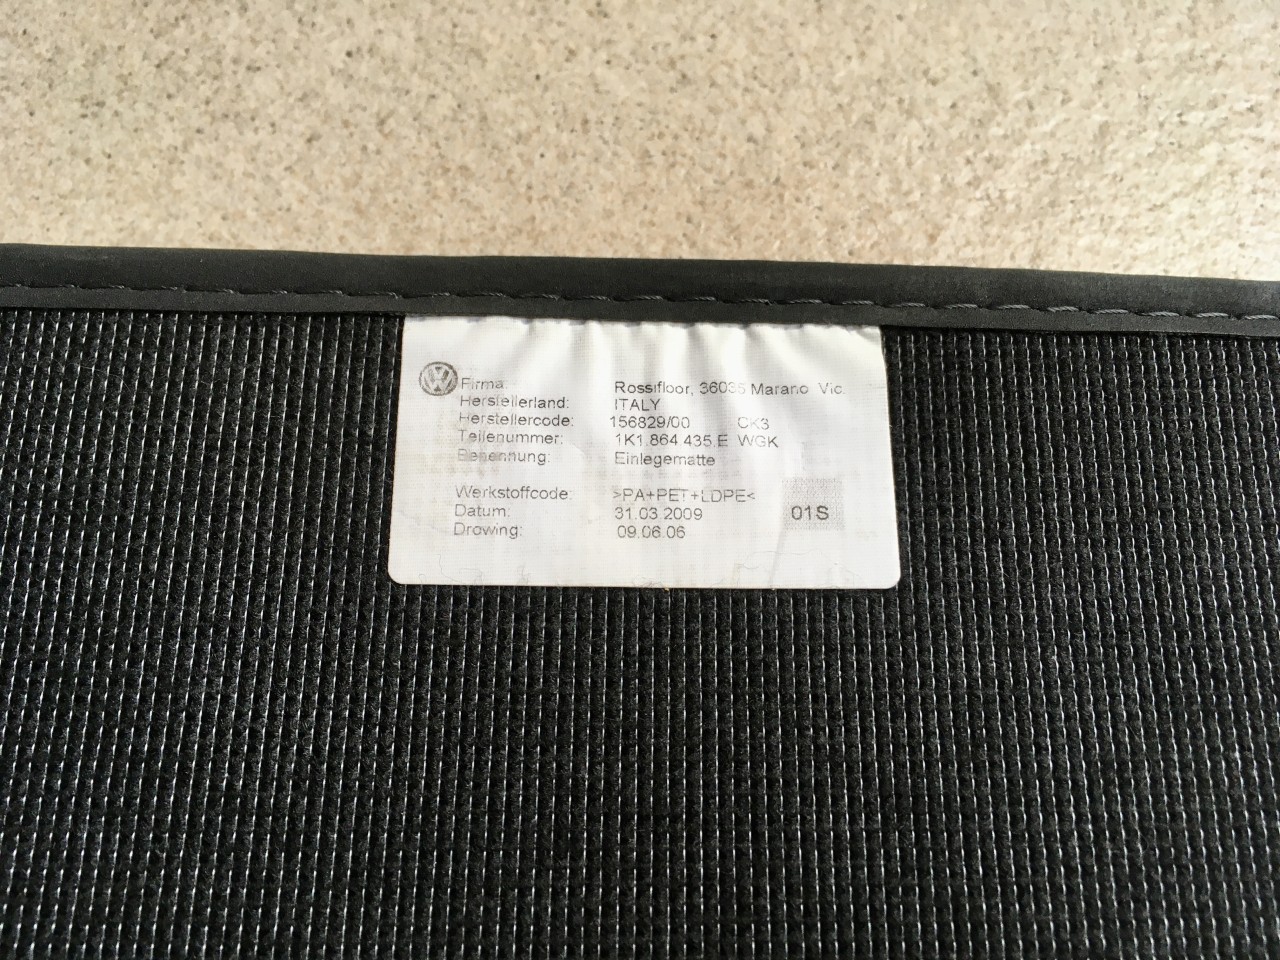 Firma: Rossifloor, 36035 Marano Vic.
Herstellerland: ITALY
Herstellercode: 156829/00 CK3
Teilenummer: 1K1.864.435.E WGK
Benennung: Einlegematte
Werkstoffcode: >PA+PET+LDPE<
Datum: 31.03.2009
01S
Drowing: 09.06.06